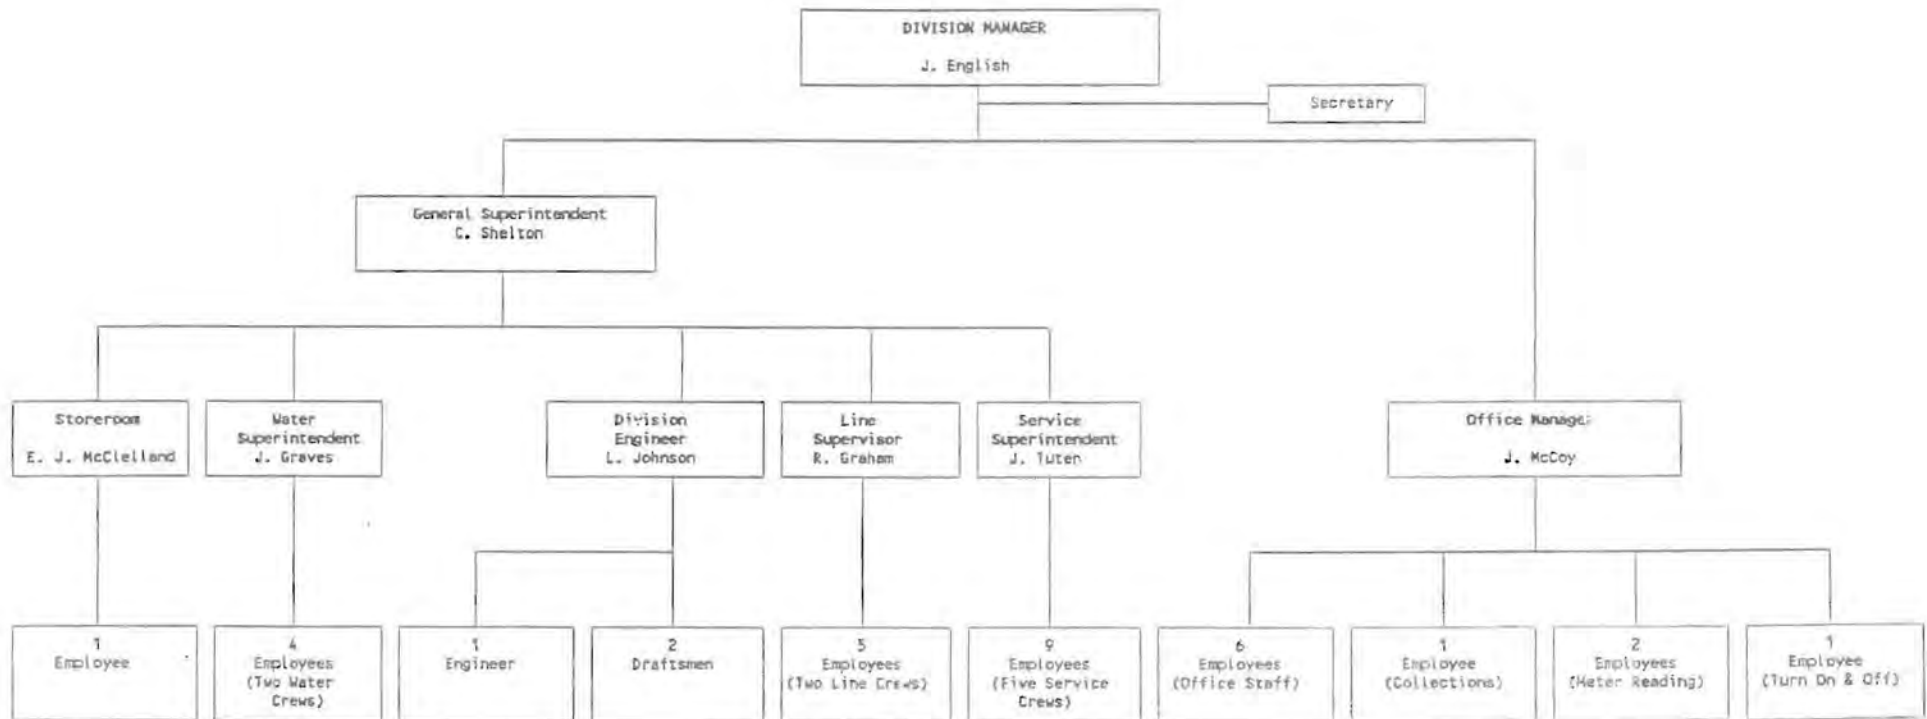 DIVISION MANAGER
J. English
Secretary
General Superintendent
C. Shelton
Storeroom
E. J. McClelland
Water
Superintendent
J. Graves
Division
Engineer
L. Johnson
Line
Supervisor
R. Graham
Service
Superintendent
J. Tuten
Office Manager
J. McCoy
1
Employee
4
Employees
(Two Water
Crews)
1
Engineer
2
Draftsmen
5
Employees
(Two Line Crews)
9
Employees
(Five Service
Crews)
6
Employees
(Office Staff)
1
Employee
(Collections)
2
Employees
(Meter Reading)
1
Employee
(Turn On & Off)